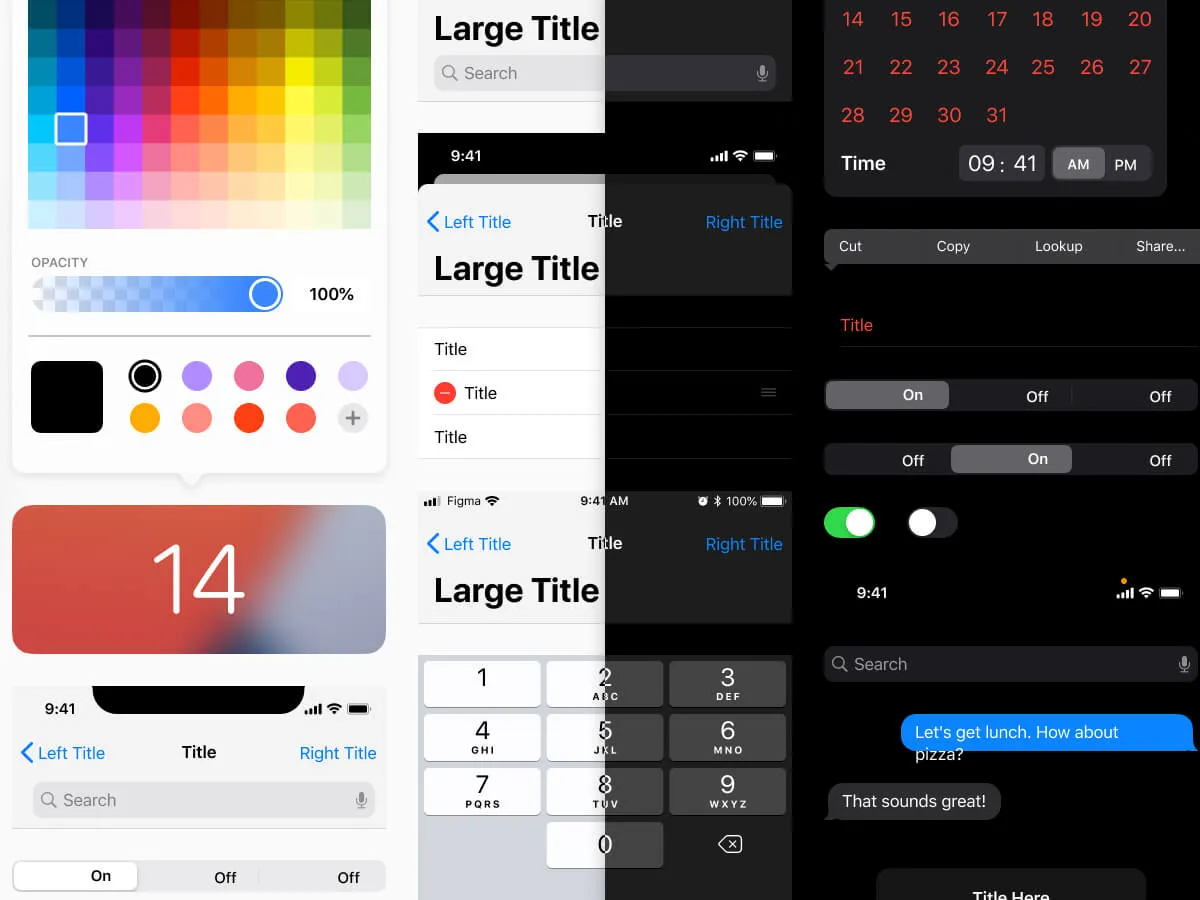 OPACITY
100%
14
9:41
Left Title
Title
Right Title
Search
On
Off
Off
Large Title
Search
9:41
Left Title
Title
Right Title
Large Title
Title
Title
Title
Figma
9:41 AM
100%
Left Title
Title
Right Title
Large Title
1
2
ABC
3
DEF
4
GHI
5
JKL
6
MNO
7
PQRS
8
TUV
9
WXYZ
0
14 15 16 17 18 19 20
21 22 23 24 25 26 27
28 29 30 31
Time
09 : 41
AM
PM
Cut
Copy
Lookup
Share...
Title
On
Off
Off
Off
On
Off
9:41
Search
Let's get lunch. How about
pizza?
That sounds great!
Title Here